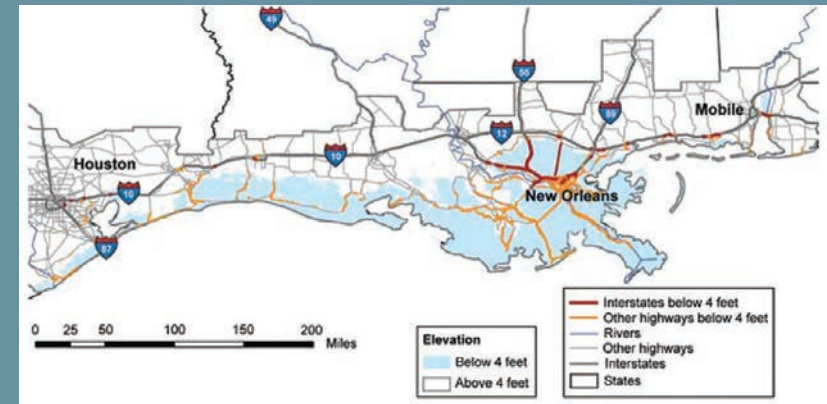 49
55
59
Mobile
12
Houston
10
10
New Orleans
87
0 25 50 100 150 200
Miles
Elevation
Below 4 feet
Above 4 feet
Interstates below 4 feet
Other highways below 4 feet
Rivers
Other highways
Interstates
States